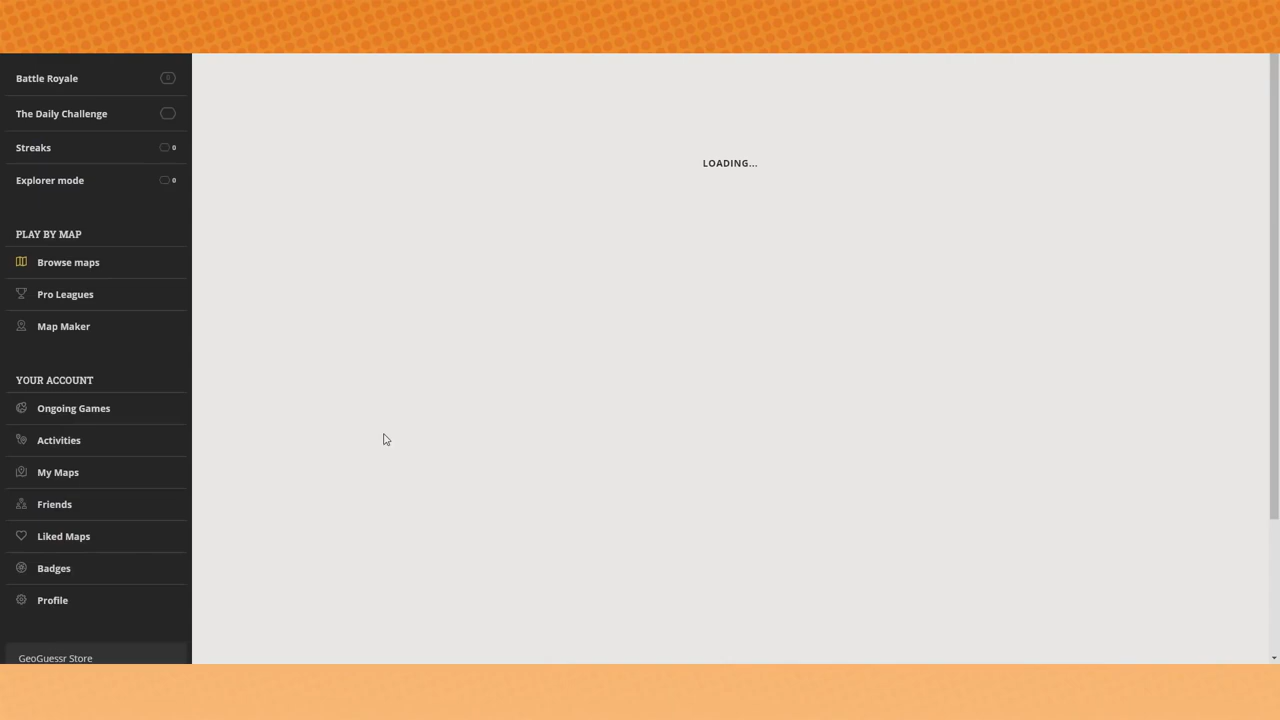 Battle Royale
The Daily Challenge
Streaks 0
Explorer mode 0
PLAY BY MAP
Browse maps
Pro Leagues
Map Maker
YOUR ACCOUNT
Ongoing Games
Activities
My Maps
Friends
Liked Maps
Badges
Profile
GeoGuessr Store
LOADING...